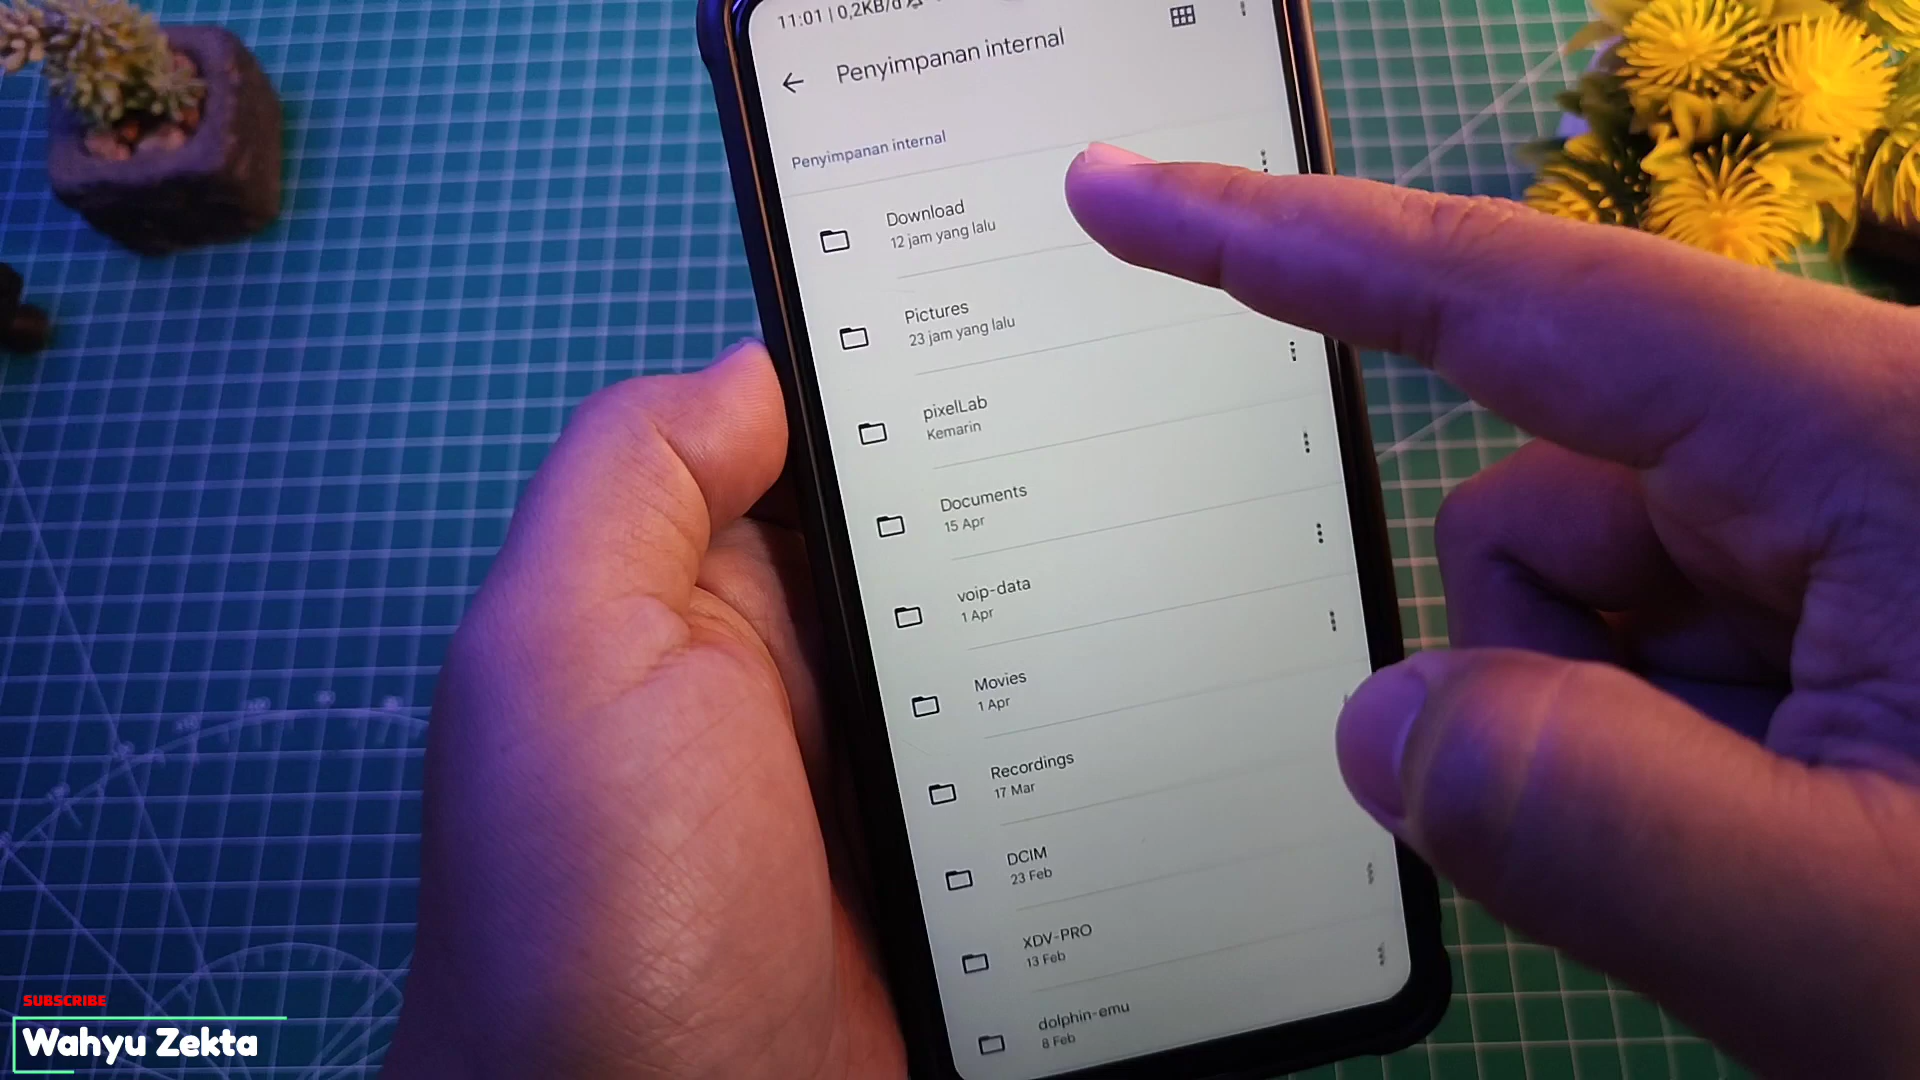 11:01 | 0,2KB/d
Penyimpanan internal
Penyimpanan internal
Download
12 jam yang lalu
Pictures
23 jam yang lalu
pixelLab
Kemarin
Documents
15 Apr
voip-data
1 Apr
Movies
1 Apr
Recordings
17 Mar
DCIM
23 Feb
XDV-PRO
13 Feb
dolphin-emu
8 Feb
SUBSCRIBE
Wahyu Zekta